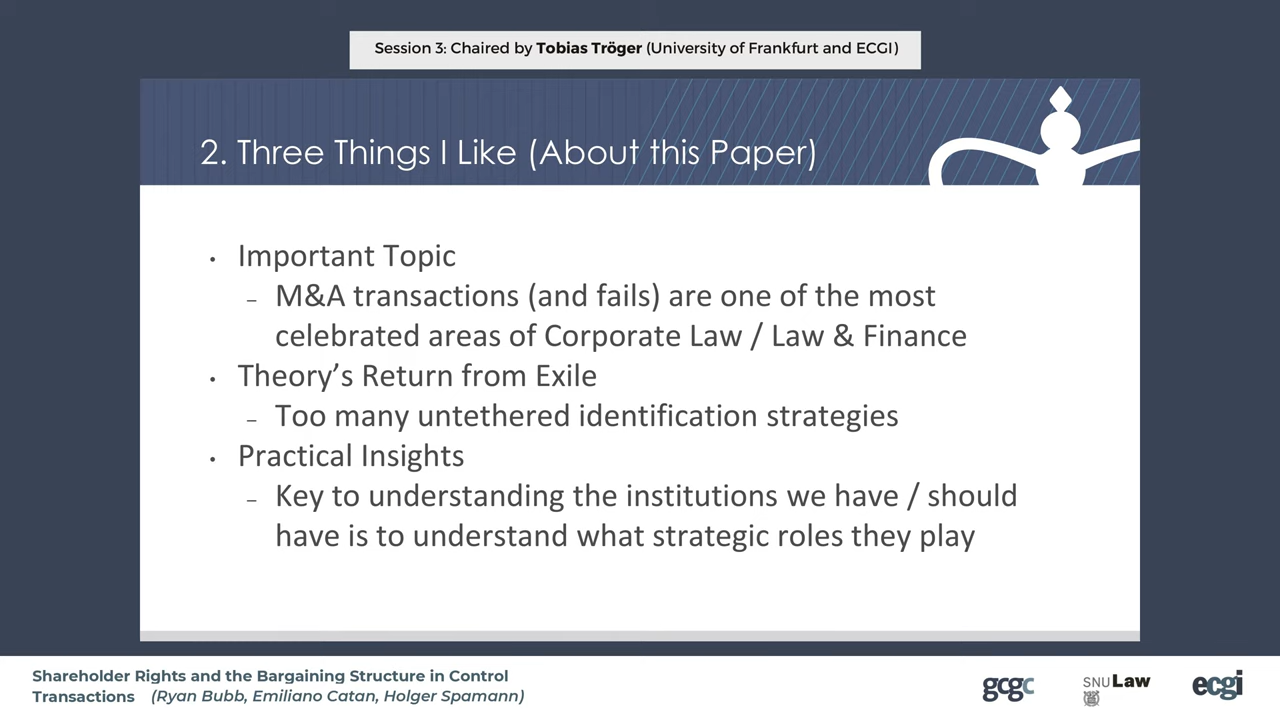 Session 3: Chaired by Tobias Tröger (University of Frankfurt and ECGI)
2. Three Things I Like (About this Paper)
• Important Topic
– M&A transactions (and fails) are one of the most
celebrated areas of Corporate Law / Law & Finance
• Theory’s Return from Exile
– Too many untethered identification strategies
• Practical Insights
– Key to understanding the institutions we have / should
have is to understand what strategic roles they play
Shareholder Rights and the Bargaining Structure in Control
Transactions (Ryan Bubb, Emiliano Catan, Holger Spamann)
gcgc
SNU Law
ecgi